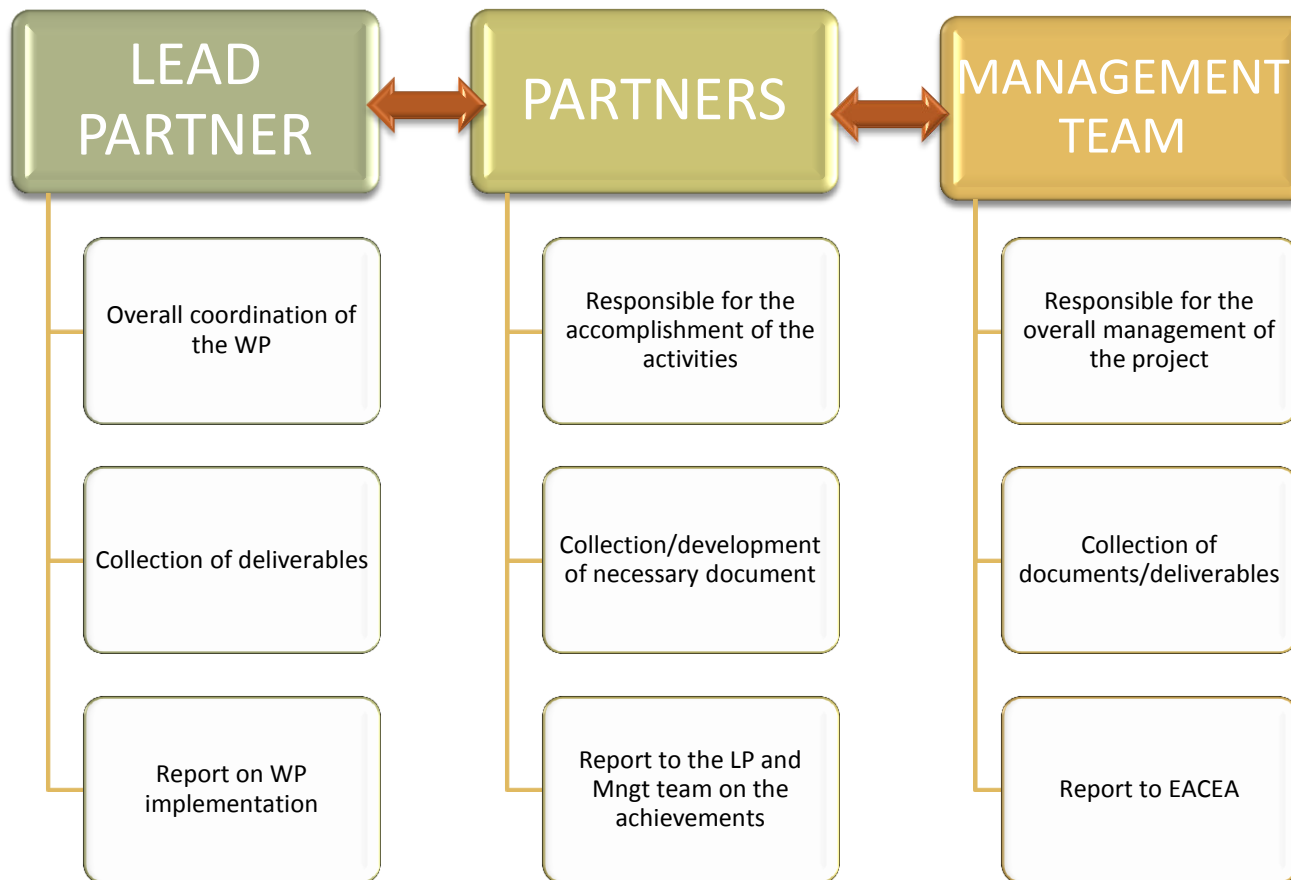 LEAD
PARTNER
PARTNERS
MANAGEMENT
TEAM
Overall coordination of
the WP
Collection of deliverables
Report on WP
implementation
Responsible for the
accomplishment of the
activities
Collection/development
of necessary document
Report to the LP and
Mngt team on the
achievements
Responsible for the
overall management of
the project
Collection of
documents/deliverables
Report to EACEA